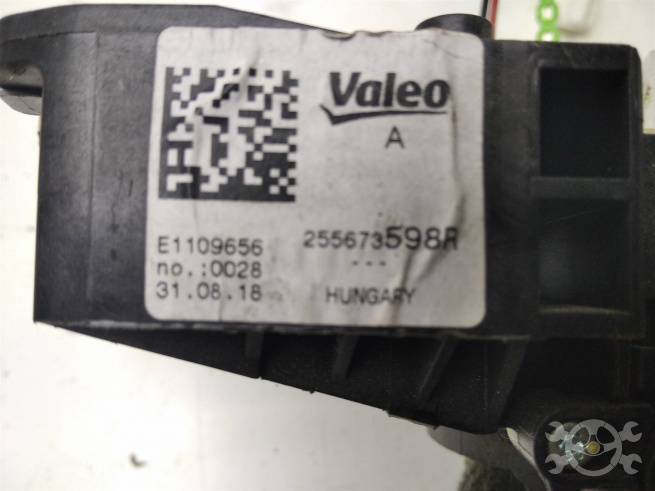 Valeo
A
E1109656 255673598R
no.:0028 ---
31.08.18 HUNGARY